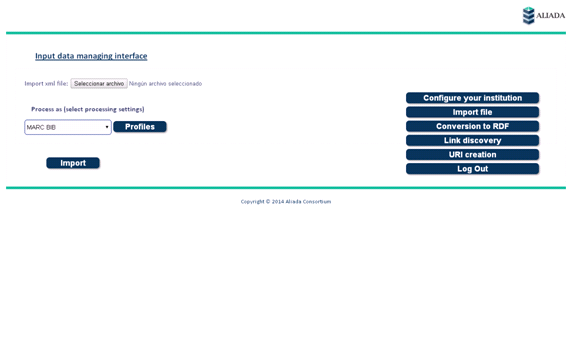 ALIADA
Input data managing interface
Import xml file: Seleccionar archivo Ningún archivo seleccionado
Process as (select processing settings)
MARC BIB
Profiles
Import
Configure your institution
Import file
Conversion to RDF
Link discovery
URI creation
Log Out
Copyright © 2014 Aliada Consortium